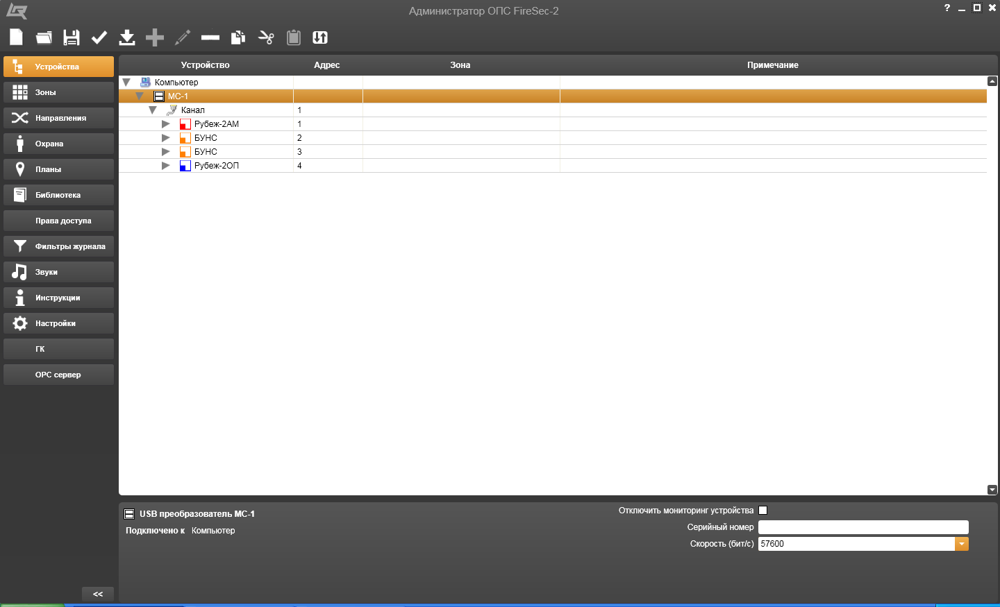 Администратор ОПС FireSec-2
Устройства
Зоны
Направления
Охрана
Планы
Библиотека
Права доступа
Фильтры журнала
Звуки
Инструкции
Настройки
ГК
OPC сервер
<<
Устройство Адрес Зона Примечание
Компьютер
МС-1
Канал 1
Рубеж-2АМ 1
БУНС 2
БУНС 3
Рубеж-2ОП 4
USB преобразователь МС-1
Подключено к Компьютер
Отключить мониторинг устройства
Серийный номер
Скорость (бит/с) 57600